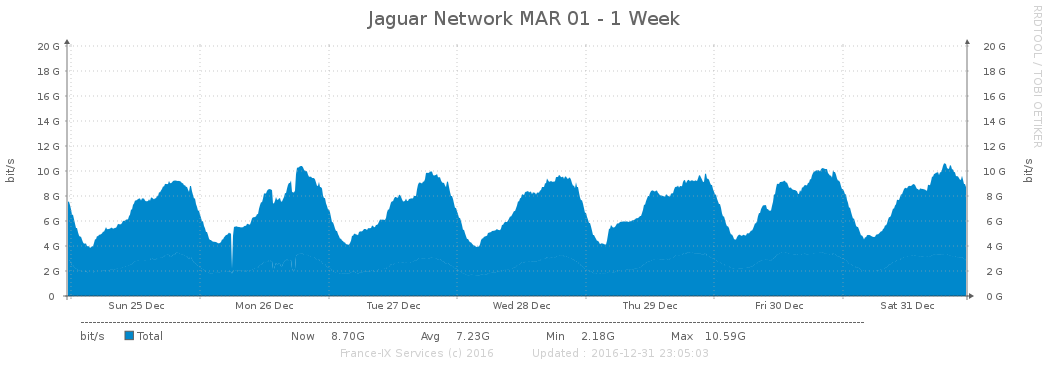 Jaguar Network MAR 01 - 1 Week
RRDTOOL / TOBI OETIKER
bit/s
20 G
18 G
16 G
14 G
12 G
10 G
8 G
6 G
4 G
2 G
0
20 G
18 G
16 G
14 G
12 G
10 G
8 G
6 G
4 G
2 G
0 G
bit/s
Sun 25 Dec Mon 26 Dec Tue 27 Dec Wed 28 Dec Thu 29 Dec Fri 30 Dec Sat 31 Dec
bit/s Total Now 8.70G Avg 7.23G Min 2.18G Max 10.59G
France-IX Services (c) 2016 Updated : 2016-12-31 23:05:03